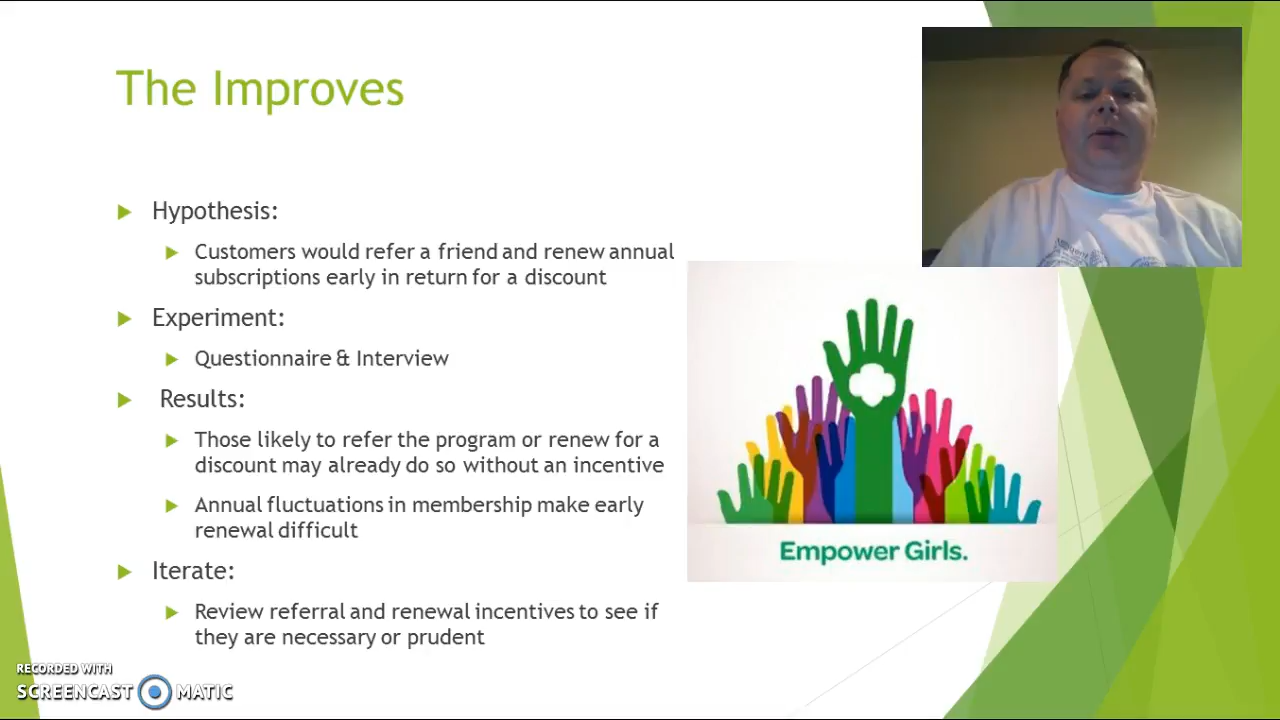 The Improves
Hypothesis:
Customers would refer a friend and renew annual
subscriptions early in return for a discount
Experiment:
Questionnaire & Interview
Results:
Those likely to refer the program or renew for a
discount may already do so without an incentive
Annual fluctuations in membership make early
renewal difficult
Iterate:
Review referral and renewal incentives to see if
they are necessary or prudent
Empower Girls.
RECORDED WITH
SCREENCAST MATIC